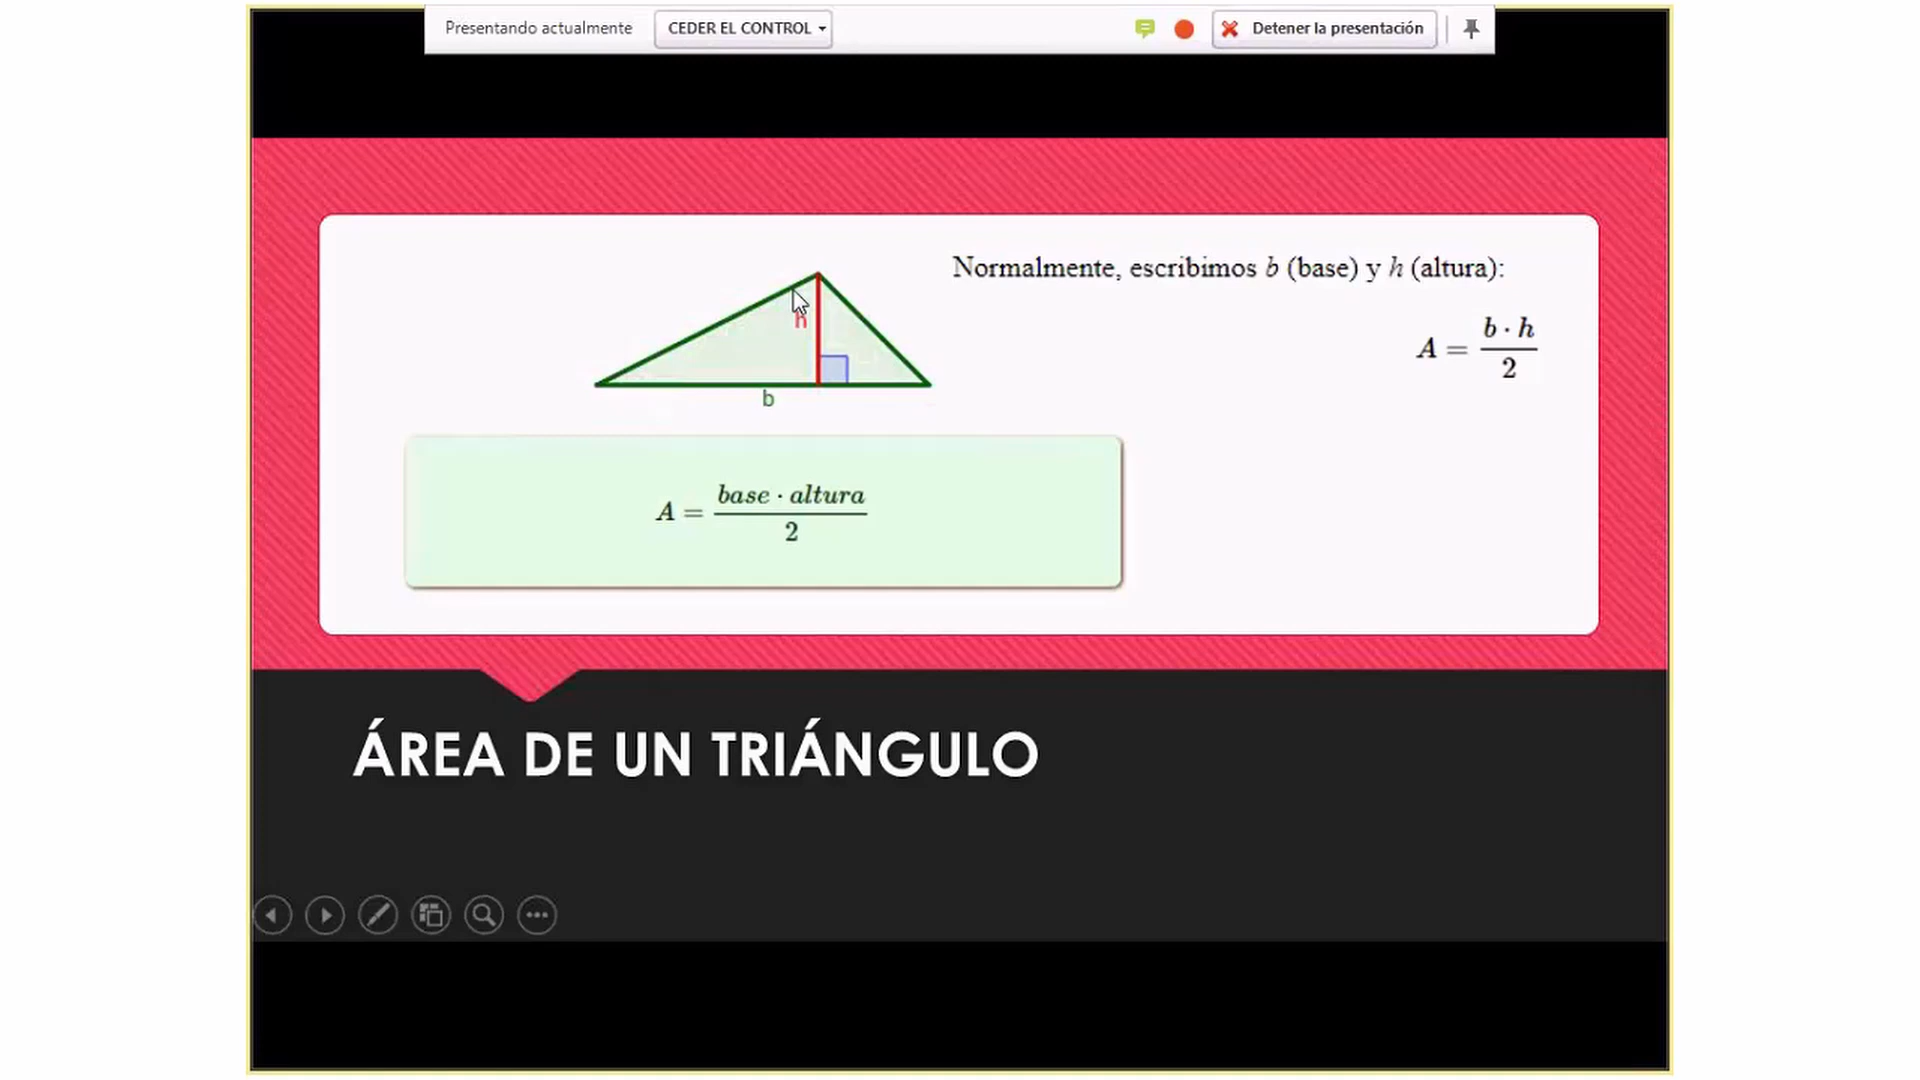 Presentando actualmente
CEDER EL CONTROL
Detener la presentación
Normalmente, escribimos b (base) y h (altura):
A = b · h / 2
h
b
A = base · altura / 2
ÁREA DE UN TRIÁNGULO